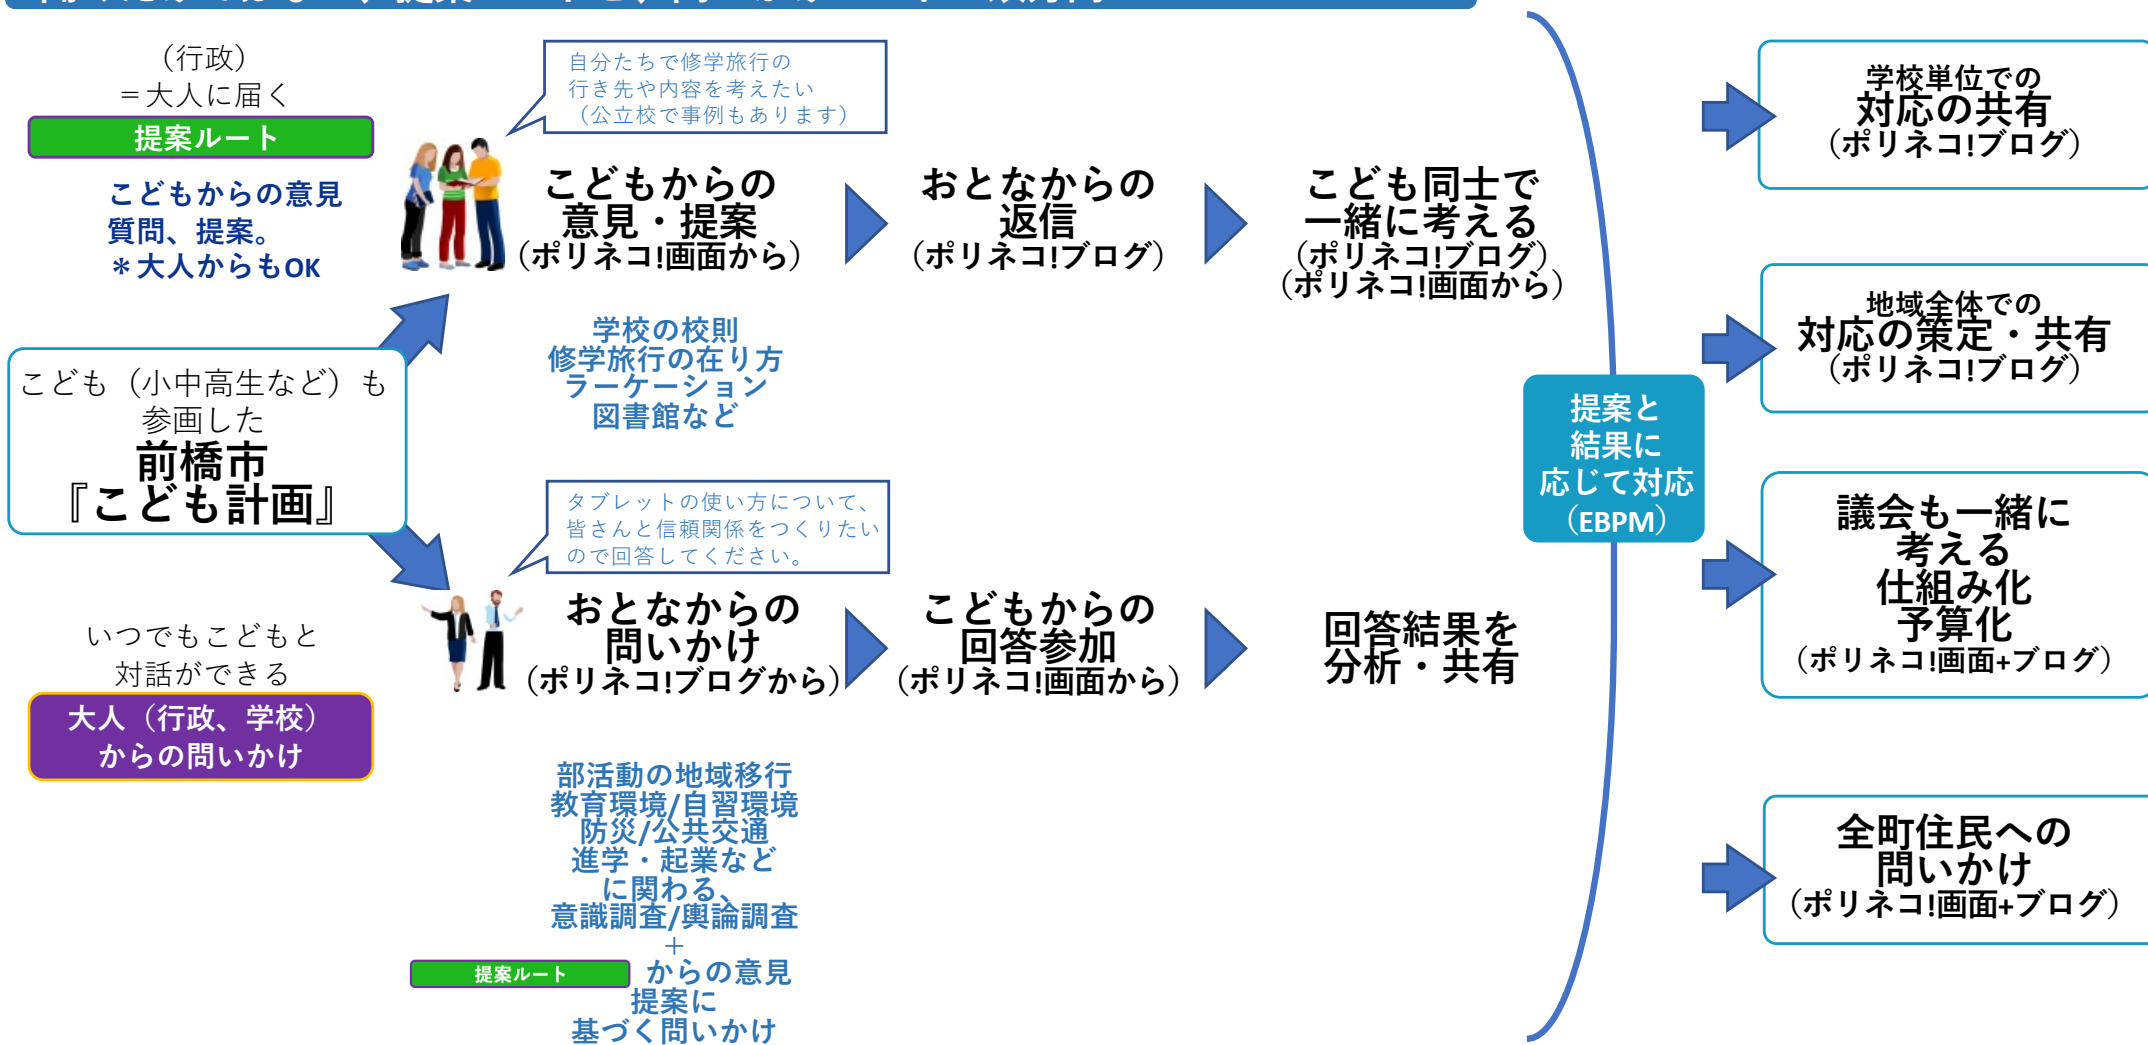 （行政）
＝大人に届く
提案ルート
こどもからの意見
質問、提案。
＊大人からもOK
自分たちで修学旅行の
行き先や内容を考えたい
（公立校で事例もあります）
こどもからの
意見・提案
（ポリネコ!画面から）
おとなからの
返信
（ポリネコ!ブログ）
こども同士で
一緒に考える
（ポリネコ!ブログ）
（ポリネコ!画面から）
学校の校則
修学旅行の在り方
ラーケーション
図書館など
こども（小中高生など）も
参画した
前橋市
『こども計画』
タブレットの使い方について、
皆さんと信頼関係をつくりたい
ので回答してください。
おとなからの
問いかけ
（ポリネコ!ブログから）
こどもからの
回答参加
（ポリネコ!画面から）
回答結果を
分析・共有
いつでもこどもと
対話ができる
大人（行政、学校）
からの問いかけ
部活動の地域移行
教育環境/自習環境
防災/公共交通
進学・起業など
に関わる、
意識調査/輿論調査
＋
提案ルート からの意見
提案に
基づく問いかけ
提案と
結果に
応じて対応
（EBPM）
学校単位での
対応の共有
（ポリネコ!ブログ）
地域全体での
対応の策定・共有
（ポリネコ!ブログ）
議会も一緒に
考える
仕組み化
予算化
（ポリネコ!画面+ブログ）
全町住民への
問いかけ
（ポリネコ!画面+ブログ）